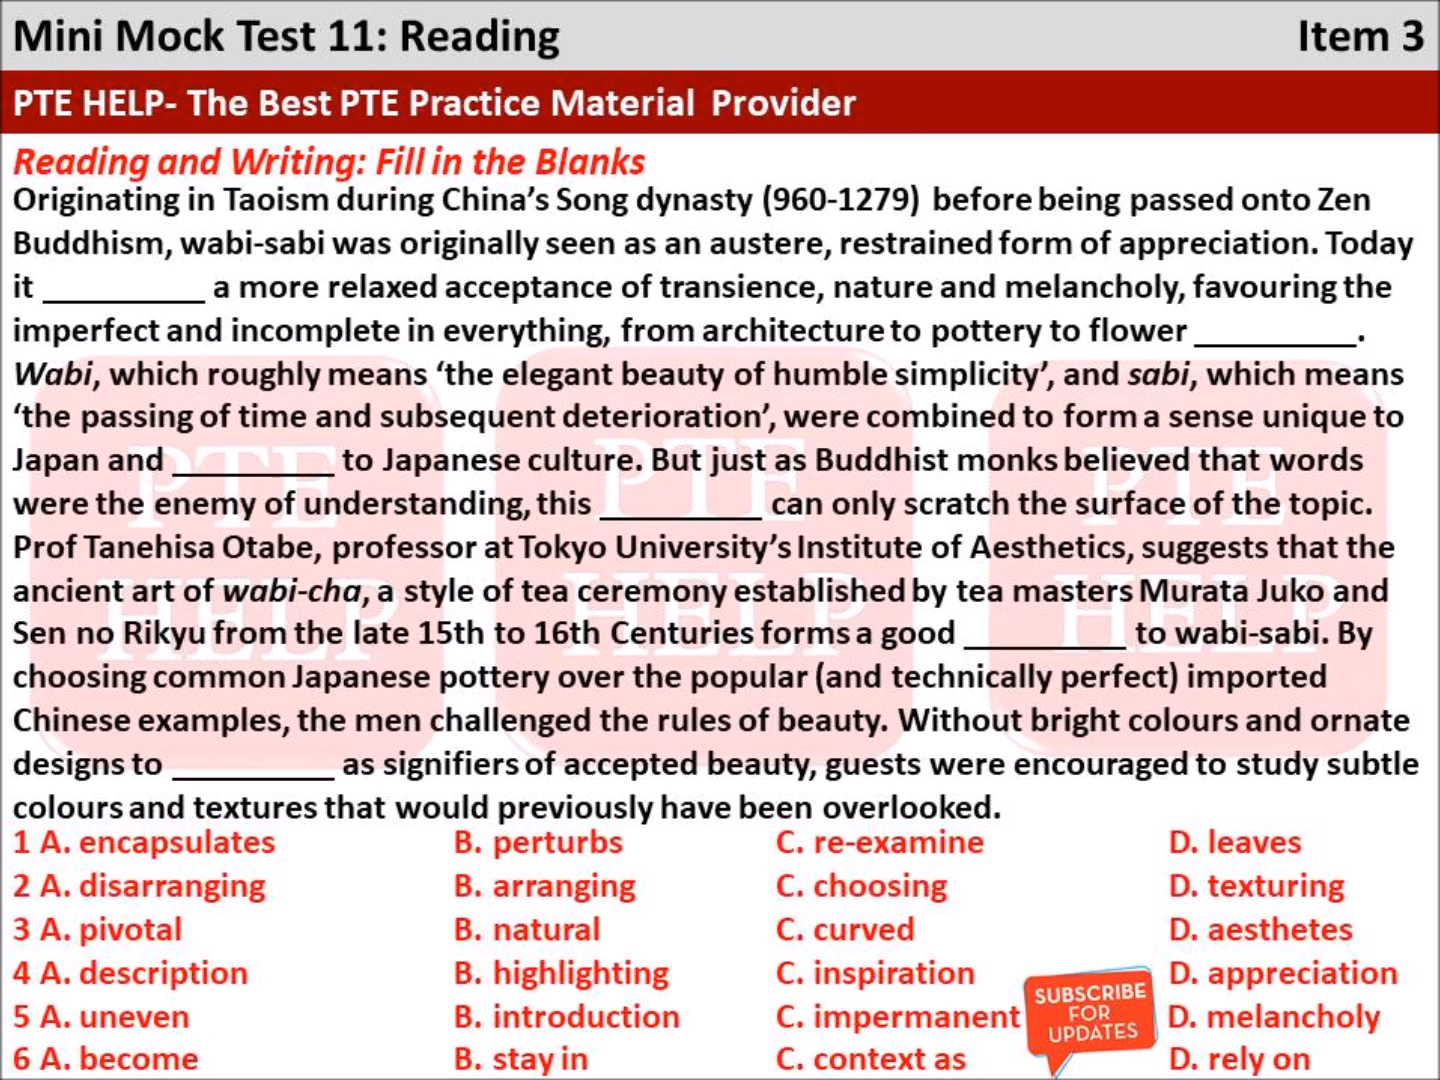 Mini Mock Test 11: Reading Item 3
PTE HELP- The Best PTE Practice Material Provider
Reading and Writing: Fill in the Blanks
Originating in Taoism during China's Song dynasty (960-1279) before being passed onto Zen
Buddhism, wabi-sabi was originally seen as an austere, restrained form of appreciation. Today
it _________ a more relaxed acceptance of transience, nature and melancholy, favouring the
imperfect and incomplete in everything, from architecture to pottery to flower _________.
Wabi, which roughly means ‘the elegant beauty of humble simplicity’, and sabi, which means
‘the passing of time and subsequent deterioration’, were combined to form a sense unique to
Japan and _________ to Japanese culture. But just as Buddhist monks believed that words
were the enemy of understanding, this _________ can only scratch the surface of the topic.
Prof Tanehisa Otabe, professor at Tokyo University's Institute of Aesthetics, suggests that the
ancient art of wabi-cha, a style of tea ceremony established by tea masters Murata Juko and
Sen no Rikyu from the late 15th to 16th Centuries forms a good _________ to wabi-sabi. By
choosing common Japanese pottery over the popular (and technically perfect) imported
Chinese examples, the men challenged the rules of beauty. Without bright colours and ornate
designs to _________ as signifiers of accepted beauty, guests were encouraged to study subtle
colours and textures that would previously have been overlooked.
1 A. encapsulates B. perturbs C. re-examine D. leaves
2 A. disarranging B. arranging C. choosing D. texturing
3 A. pivotal B. natural C. curved D. aesthetes
4 A. description B. highlighting C. inspiration D. appreciation
5 A. uneven B. introduction C. impermanent D. melancholy
6 A. become B. stay in C. context as D. rely on
SUBSCRIBE
FOR
UPDATES
PTE
HELP
PTE
HELP
PTE
HELP